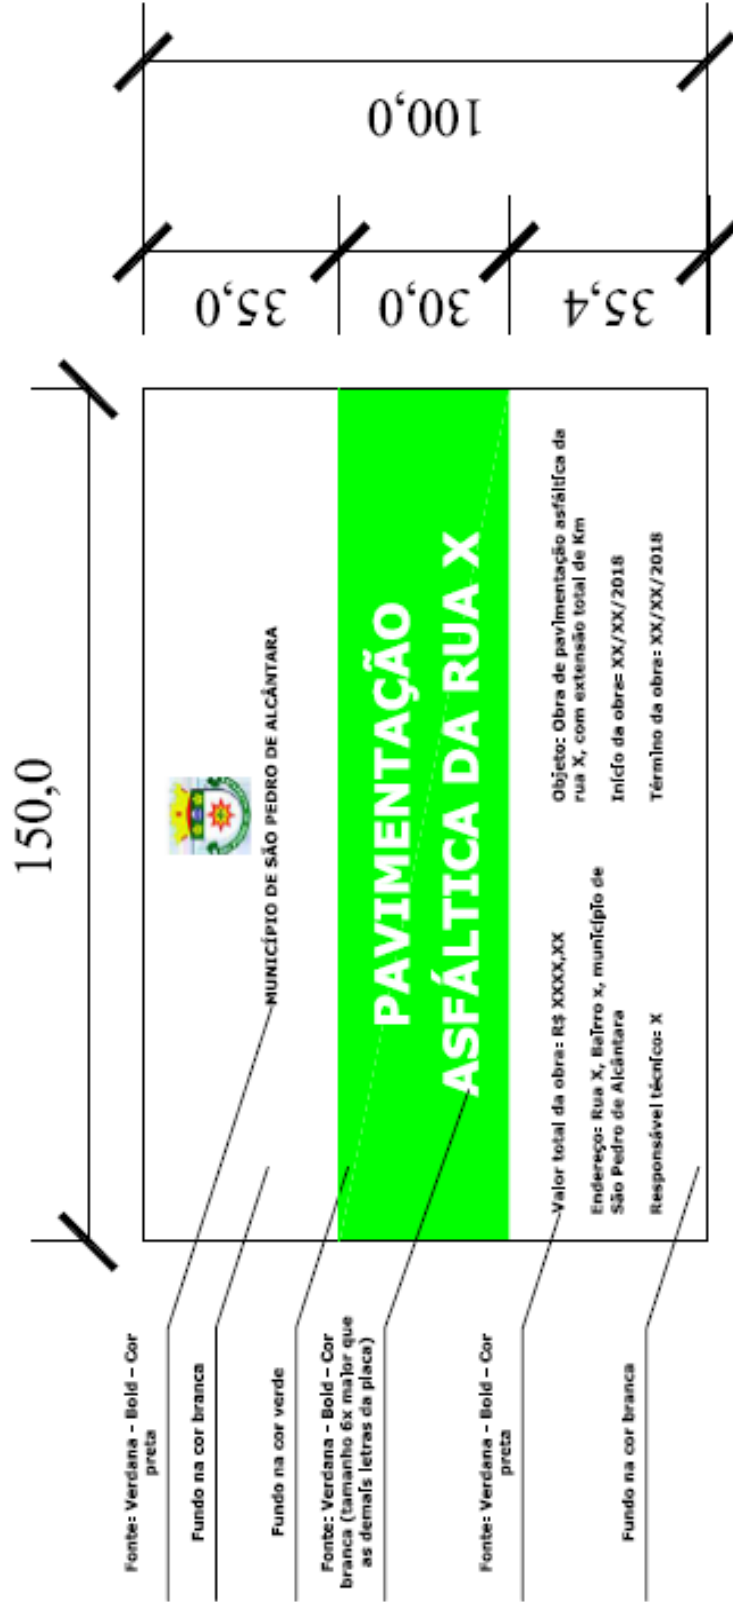 150,0
100,0
35,0
30,0
35,4
MUNICÍPIO DE SÃO PEDRO DE ALCÂNTARA
PAVIMENTAÇÃO
ASFÁLTICA DA RUA X
Valor total da obra: R$ XXXX,XX
Endereço: Rua X, Bairro x, município de
São Pedro de Alcântara
Responsável técnico: X
Objeto: Obra de pavimentação asfáltica da
rua X, com extensão total de Km
Início da obra: XX/XX/2018
Término da obra: XX/XX/2018
Fonte: Verdana - Bold - Cor
preta
Fundo na cor branca
Fundo na cor verde
Fonte: Verdana - Bold - Cor
branca (tamanho 6x maior que
as demais letras da placa)
Fonte: Verdana - Bold - Cor
preta
Fundo na cor branca